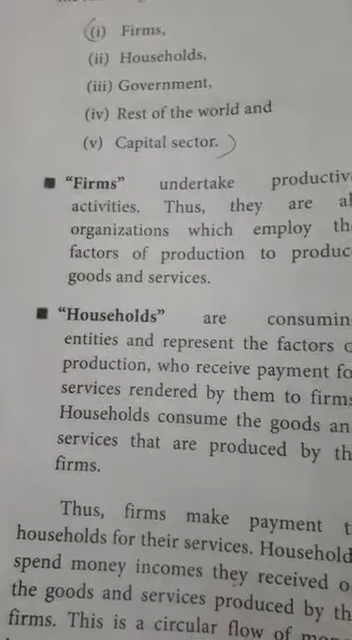 (i) Firms,
(ii) Households,
(iii) Government,
(iv) Rest of the world and
(v) Capital sector.
■ “Firms” undertake productiv
activities. Thus, they are al
organizations which employ th
factors of production to produc
goods and services.
■ “Households” are consumin
entities and represent the factors o
production, who receive payment fo
services rendered by them to firms
Households consume the goods an
services that are produced by th
firms.
Thus, firms make payment t
households for their services. Household
spend money incomes they received o
the goods and services produced by th
firms. This is a circular flow of